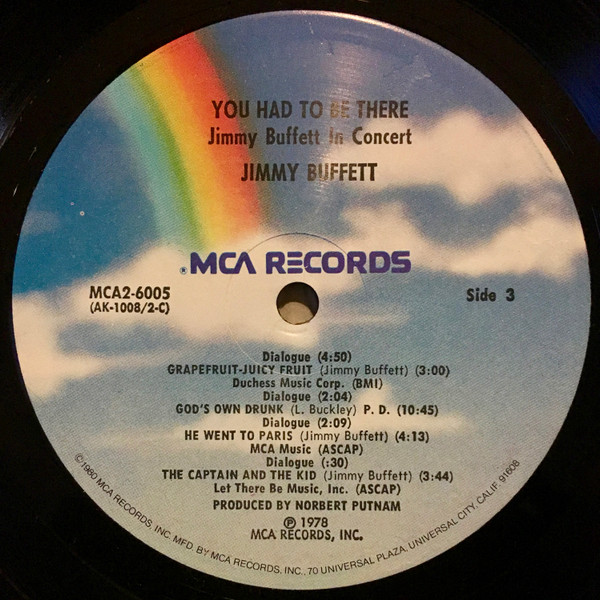 YOU HAD TO BE THERE
Jimmy Buffett In Concert
JIMMY BUFFETT
® MCA RECORDS
MCA2-6005
(AK-1008/2-C)
Side 3
Dialogue (4:50)
GRAPEFRUIT-JUICY FRUIT (Jimmy Buffett) (3:00)
Duchess Music Corp. (BMI)
Dialogue (2:04)
GOD'S OWN DRUNK (L. Buckley) P. D. (10:45)
Dialogue (2:09)
HE WENT TO PARIS (Jimmy Buffett) (4:13)
MCA Music (ASCAP)
Dialogue (:30)
THE CAPTAIN AND THE KID (Jimmy Buffett) (3:44)
Let There Be Music, Inc. (ASCAP)
PRODUCED BY NORBERT PUTNAM
℗ 1978
MCA RECORDS, INC.
©1980 MCA RECORDS, INC. MFD. BY MCA RECORDS, INC., 70 UNIVERSAL PLAZA, UNIVERSAL CITY, CALIF. 91608